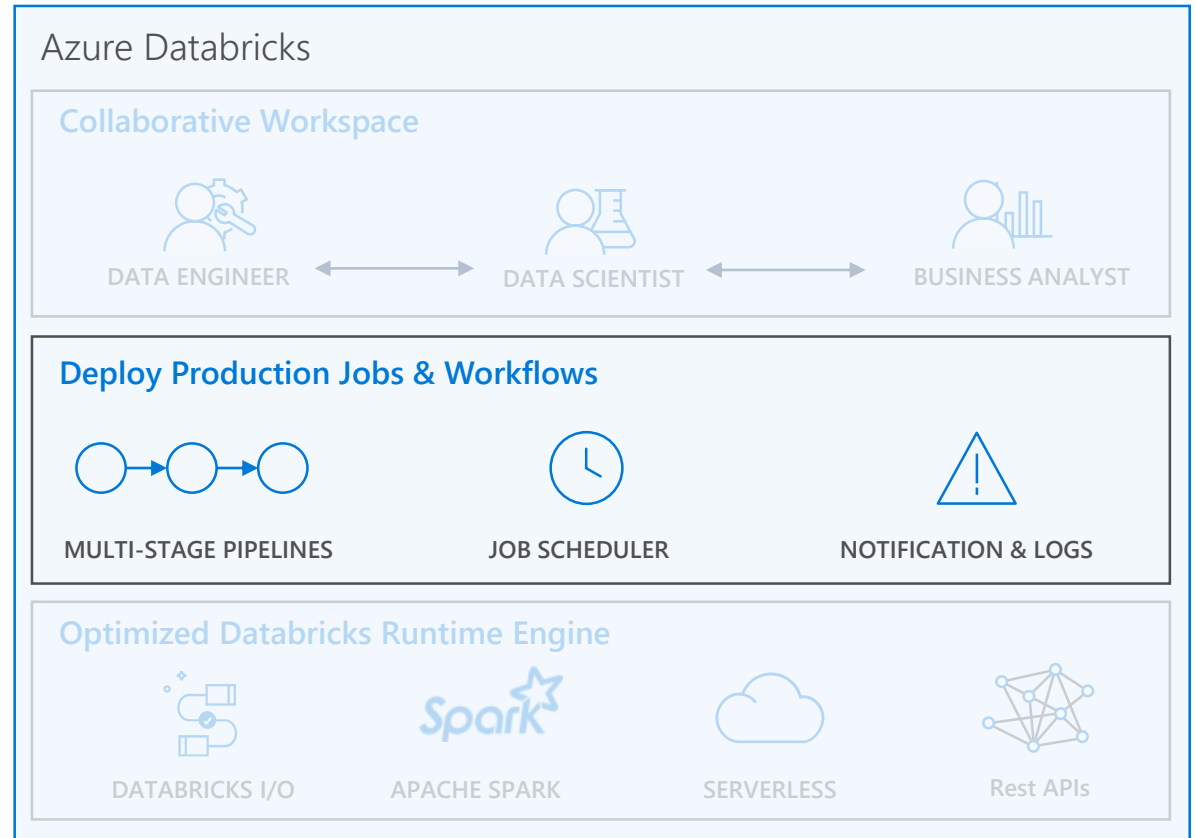 Azure Databricks
Collaborative Workspace
DATA ENGINEER
DATA SCIENTIST
BUSINESS ANALYST
Deploy Production Jobs & Workflows
MULTI-STAGE PIPELINES
JOB SCHEDULER
NOTIFICATION & LOGS
Optimized Databricks Runtime Engine
Spark
DATABRICKS I/O
APACHE SPARK
SERVERLESS
Rest APIs